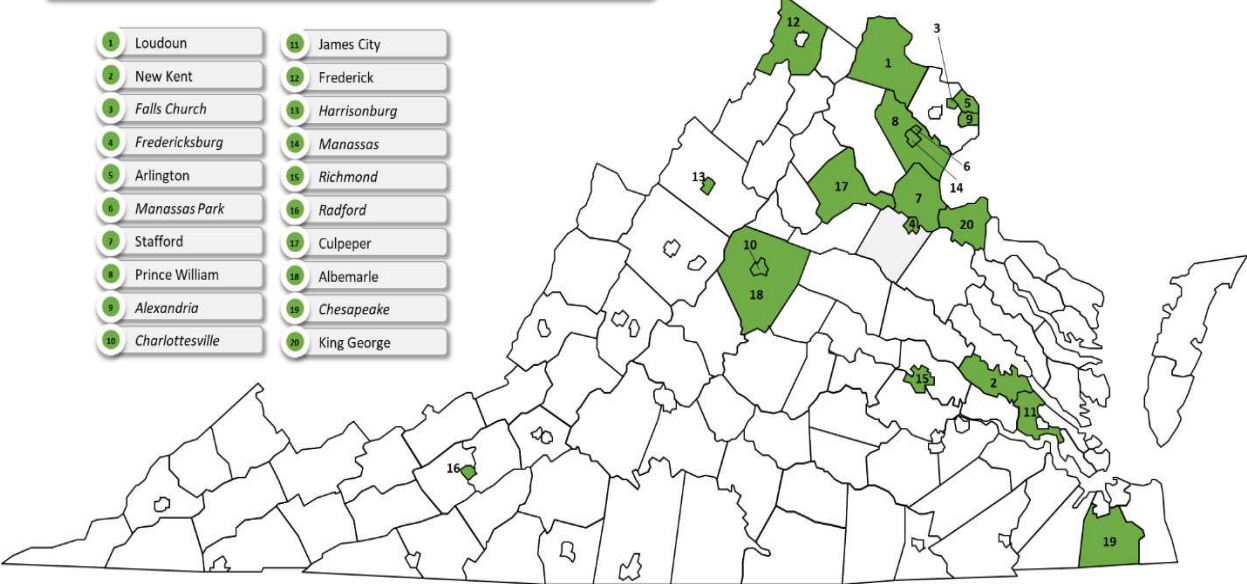 1 Loudoun
2 New Kent
3 Falls Church
4 Fredericksburg
5 Arlington
6 Manassas Park
7 Stafford
8 Prince William
9 Alexandria
10 Charlottesville
11 James City
12 Frederick
13 Harrisonburg
14 Manassas
15 Richmond
16 Radford
17 Culpeper
18 Albemarle
19 Chesapeake
20 King George
12
3
1
5
9
8
6
14
13
17
7
4
20
10
18
15
2
11
16
19